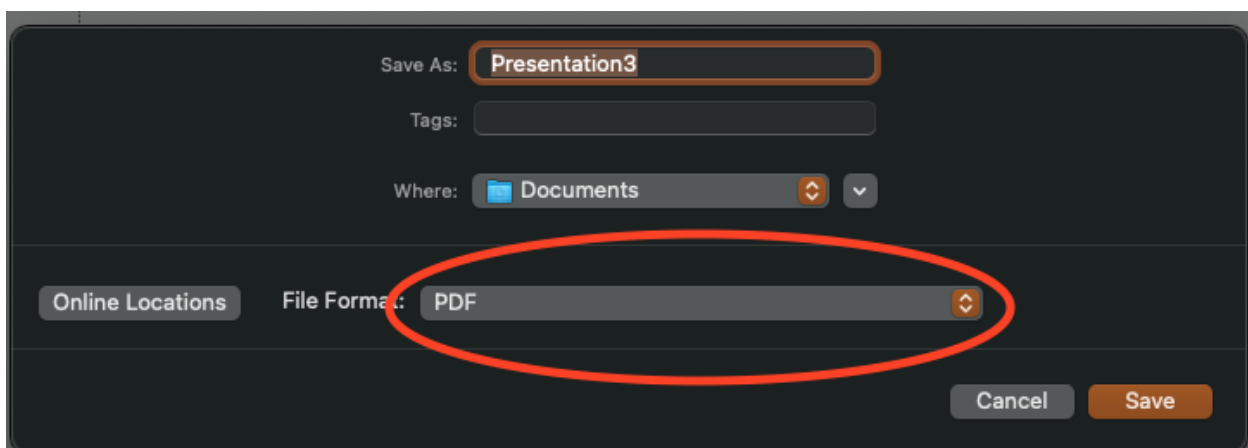 Save As: Presentation3
Tags:
Where: Documents
Online Locations File Format: PDF
Cancel Save